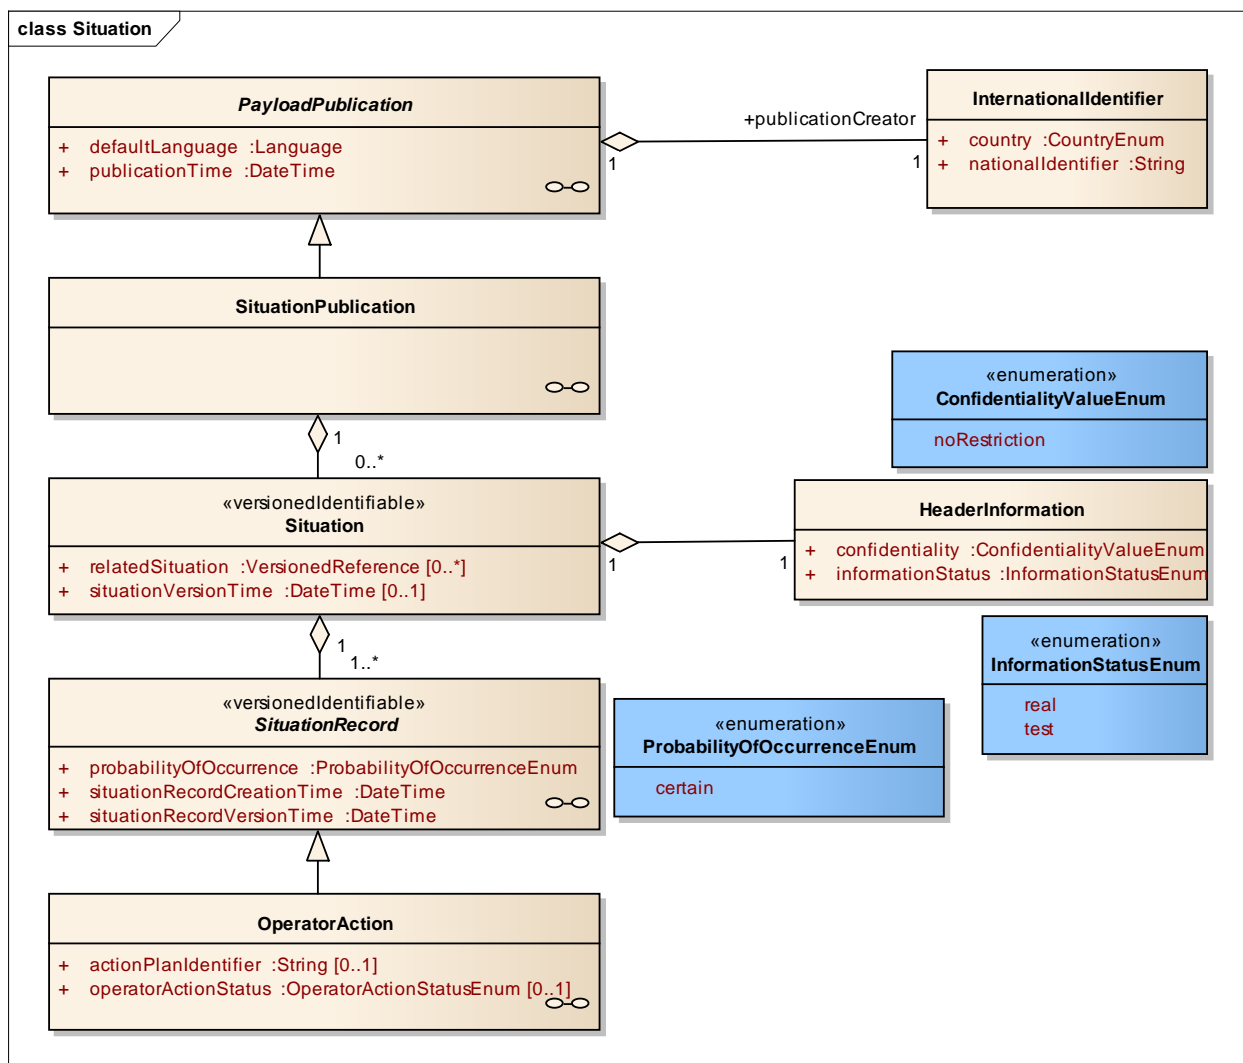 class Situation
PayloadPublication
+ defaultLanguage :Language
+ publicationTime :DateTime
+publicationCreator
1
1
InternationalIdentifier
+ country :CountryEnum
+ nationalIdentifier :String
SituationPublication
1
0..*
«enumeration»
ConfidentialityValueEnum
noRestriction
«versionedIdentifiable»
Situation
+ relatedSituation :VersionedReference [0..*]
+ situationVersionTime :DateTime [0..1]
1
1
HeaderInformation
+ confidentiality :ConfidentialityValueEnum
+ informationStatus :InformationStatusEnum
1
1..*
«enumeration»
InformationStatusEnum
real
test
«versionedIdentifiable»
SituationRecord
+ probabilityOfOccurrence :ProbabilityOfOccurrenceEnum
+ situationRecordCreationTime :DateTime
+ situationRecordVersionTime :DateTime
«enumeration»
ProbabilityOfOccurrenceEnum
certain
OperatorAction
+ actionPlanIdentifier :String [0..1]
+ operatorActionStatus :OperatorActionStatusEnum [0..1]